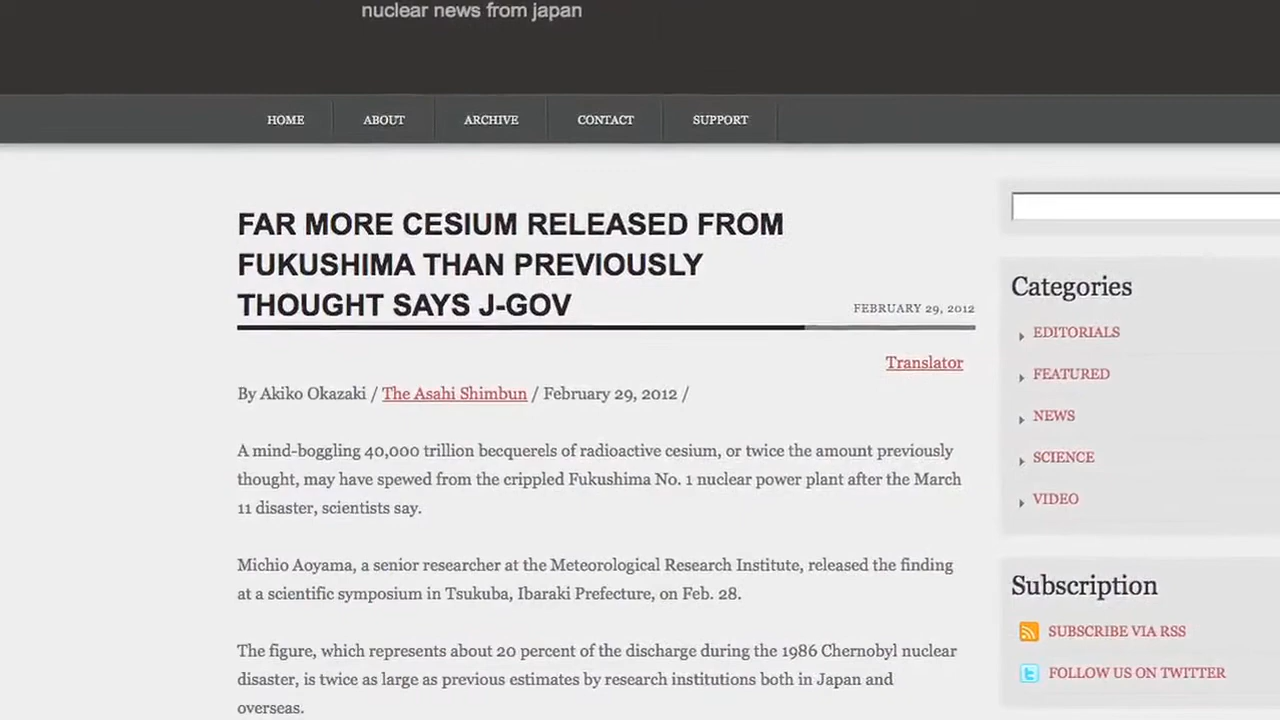 nuclear news from japan
HOME ABOUT ARCHIVE CONTACT SUPPORT
FAR MORE CESIUM RELEASED FROM
FUKUSHIMA THAN PREVIOUSLY
THOUGHT SAYS J-GOV
FEBRUARY 29, 2012
Translator
By Akiko Okazaki / The Asahi Shimbun / February 29, 2012 /
A mind-boggling 40,000 trillion becquerels of radioactive cesium, or twice the amount previously
thought, may have spewed from the crippled Fukushima No. 1 nuclear power plant after the March
11 disaster, scientists say.
Michio Aoyama, a senior researcher at the Meteorological Research Institute, released the finding
at a scientific symposium in Tsukuba, Ibaraki Prefecture, on Feb. 28.
The figure, which represents about 20 percent of the discharge during the 1986 Chernobyl nuclear
disaster, is twice as large as previous estimates by research institutions both in Japan and
overseas.
Categories
EDITORIALS
FEATURED
NEWS
SCIENCE
VIDEO
Subscription
SUBSCRIBE VIA RSS
FOLLOW US ON TWITTER